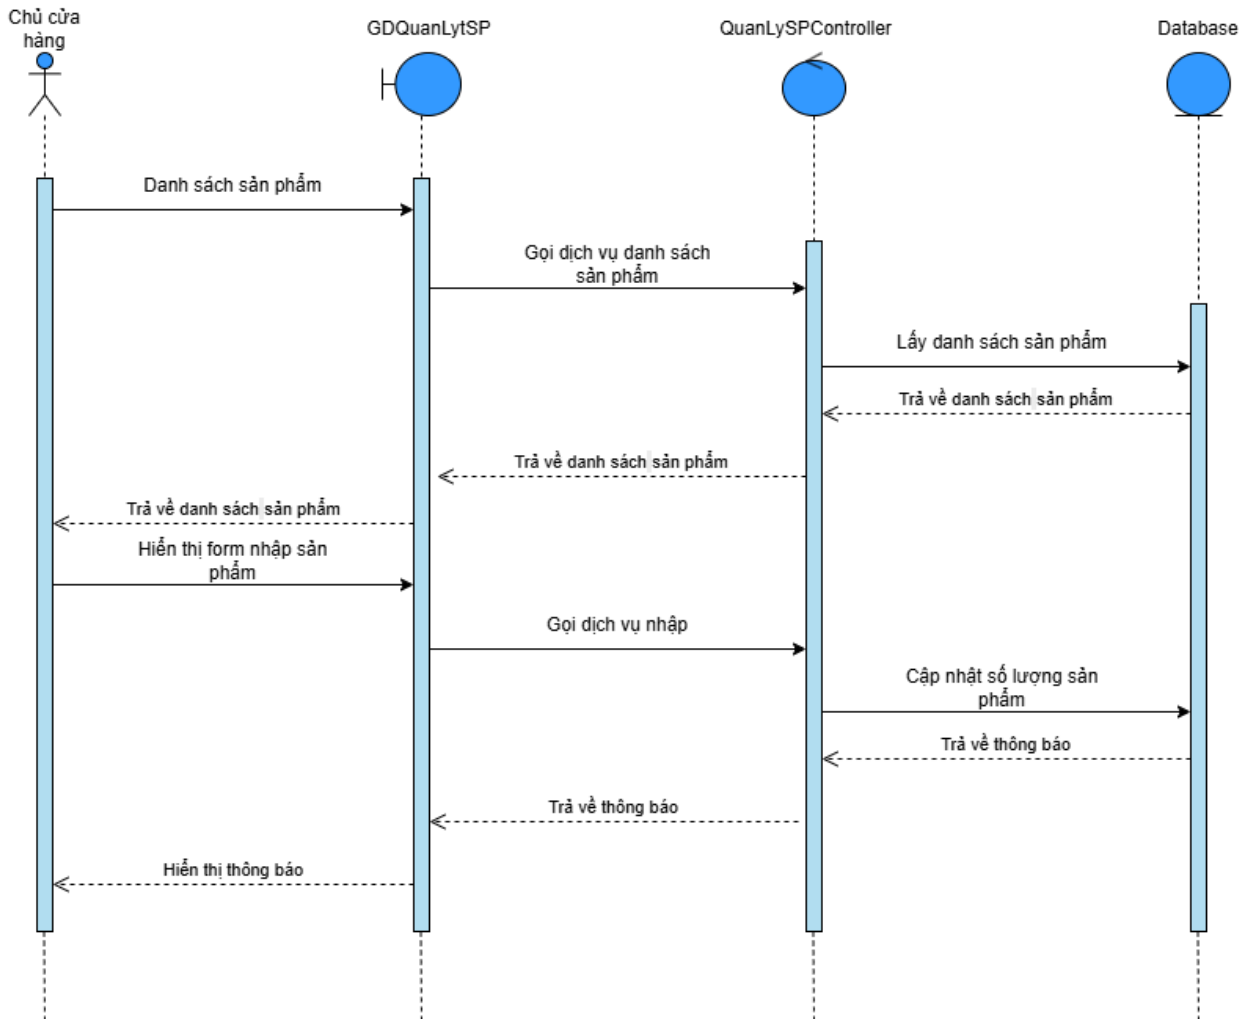 Chủ cửa
hàng
GDQuanLytSP
QuanLySPController
Database
Danh sách sản phẩm
Gọi dịch vụ danh sách
sản phẩm
Lấy danh sách sản phẩm
Trả về danh sách sản phẩm
Trả về danh sách sản phẩm
Trả về danh sách sản phẩm
Hiển thị form nhập sản
phẩm
Gọi dịch vụ nhập
Cập nhật số lượng sản
phẩm
Trả về thông báo
Trả về thông báo
Hiển thị thông báo